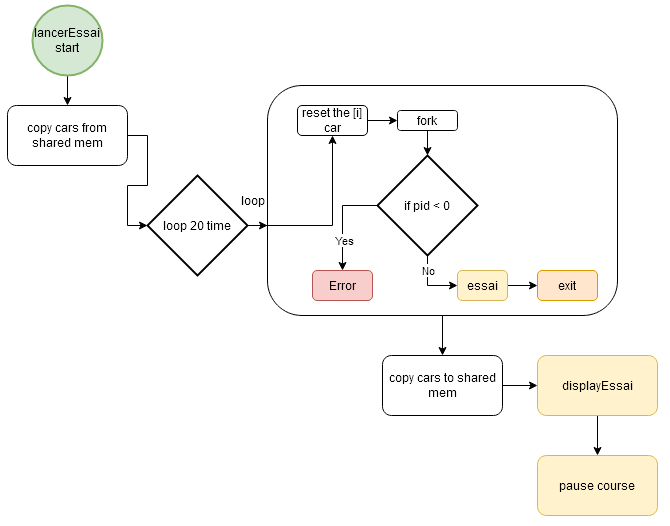 lancerEssai
start
copy cars from
shared mem
loop 20 time
loop
reset the [i]
car
fork
if pid < 0
Yes
Error
No
essai
exit
copy cars to shared
mem
displayEssai
pause course